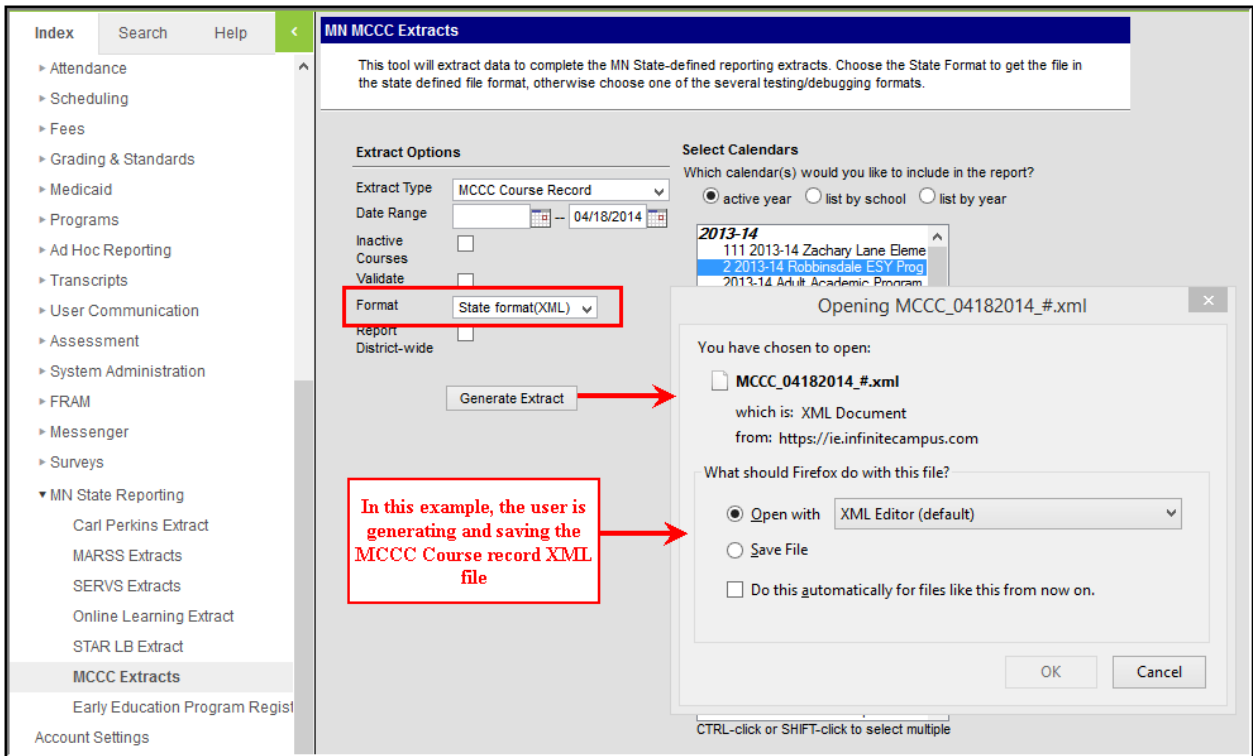 Index Search Help <
Attendance
Scheduling
Fees
Grading & Standards
Medicaid
Programs
Ad Hoc Reporting
Transcripts
User Communication
Assessment
System Administration
FRAM
Messenger
Surveys
MN State Reporting
Carl Perkins Extract
MARSS Extracts
SERVS Extracts
Online Learning Extract
STAR LB Extract
MCCC Extracts
Early Education Program Regist
Account Settings
MN MCCC Extracts
This tool will extract data to complete the MN State-defined reporting extracts. Choose the State Format to get the file in
the state defined file format, otherwise choose one of the several testing/debugging formats.
Extract Options
Extract Type MCCC Course Record
Date Range -- 04/18/2014
Inactive
Courses
Validate
Format State format(XML)
Report
District-wide
Generate Extract
Select Calendars
Which calendar(s) would you like to include in the report?
active year list by school list by year
2013-14
111 2013-14 Zachary Lane Eleme
2 2013-14 Robbinsdale ESY Prog
2013-14 Adult Academic Program
In this example, the user is
generating and saving the
MCCC Course record XML
file
Opening MCCC_04182014_#.xml
You have chosen to open:
MCCC_04182014_#.xml
which is: XML Document
from: https://ie.infinitecampus.com
What should Firefox do with this file?
Open with XML Editor (default)
Save File
Do this automatically for files like this from now on.
OK Cancel
CTRL-click or SHIFT-click to select multiple